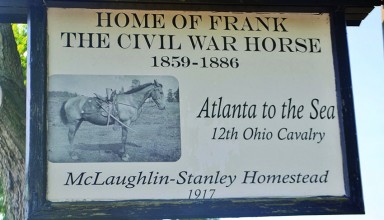 HOME OF FRANK
THE CIVIL WAR HORSE
1859-1886
Atlanta to the Sea
12th Ohio Cavalry
McLaughlin-Stanley Homestead
1917